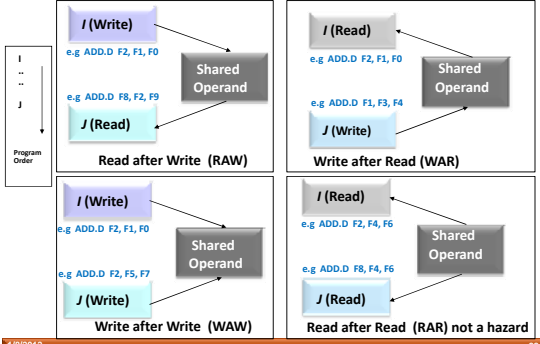 I
..
..
J
Program
Order
I (Write)
e.g ADD.D F2, F1, F0
Shared
Operand
e.g ADD.D F8, F2, F9
J (Read)
Read after Write (RAW)
I (Read)
e.g ADD.D F2, F1, F0
Shared
Operand
e.g ADD.D F1, F3, F4
J (Write)
Write after Read (WAR)
I (Write)
e.g ADD.D F2, F1, F0
Shared
Operand
e.g ADD.D F2, F5, F7
J (Write)
Write after Write (WAW)
I (Read)
e.g ADD.D F2, F4, F6
Shared
Operand
e.g ADD.D F8, F4, F6
J (Read)
Read after Read (RAR) not a hazard